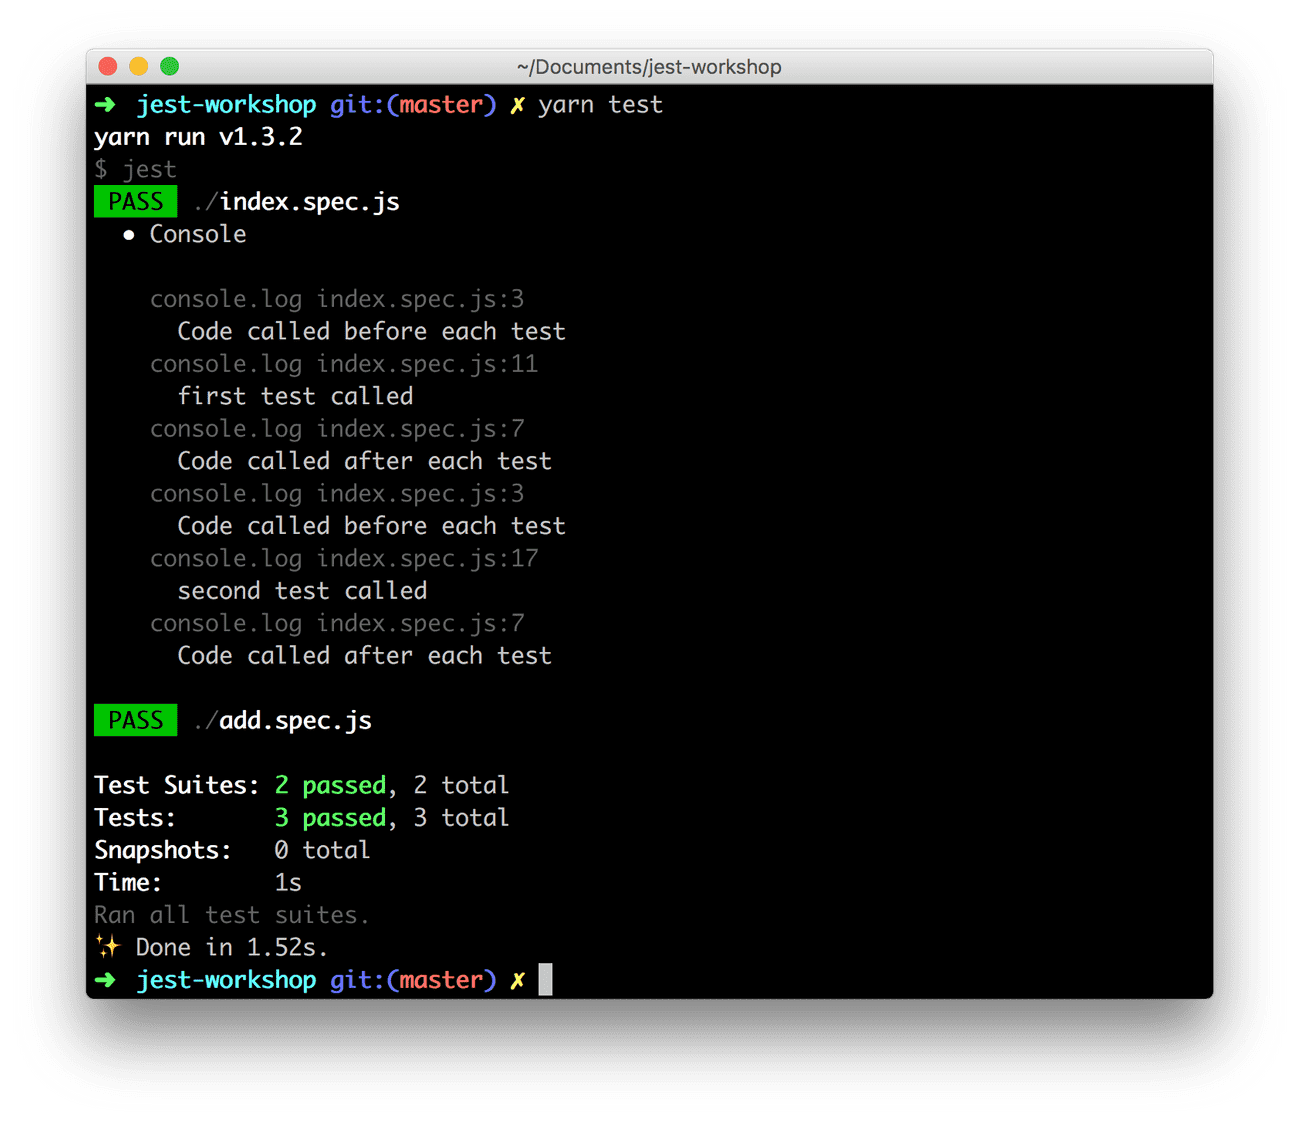 ~/Documents/jest-workshop
➜ jest-workshop git:(master) ✗ yarn test
yarn run v1.3.2
$ jest
PASS ./index.spec.js
● Console
console.log index.spec.js:3
Code called before each test
console.log index.spec.js:11
first test called
console.log index.spec.js:7
Code called after each test
console.log index.spec.js:3
Code called before each test
console.log index.spec.js:17
second test called
console.log index.spec.js:7
Code called after each test
PASS ./add.spec.js
Test Suites: 2 passed, 2 total
Tests: 3 passed, 3 total
Snapshots: 0 total
Time: 1s
Ran all test suites.
✨ Done in 1.52s.
➜ jest-workshop git:(master) ✗